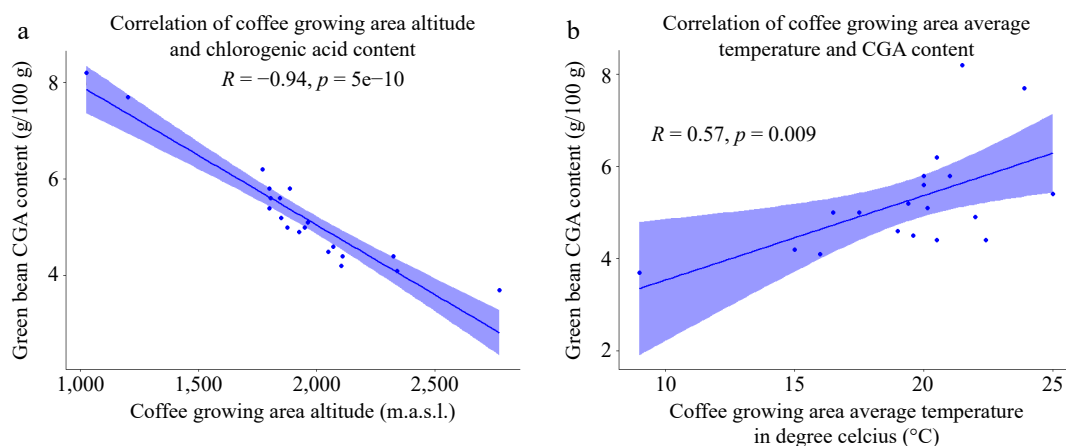 a
Correlation of coffee growing area altitude
and chlorogenic acid content
R = −0.94, p = 5e−10
8
6
4
Green bean CGA content (g/100 g)
1,000
1,500
2,000
2,500
Coffee growing area altitude (m.a.s.l.)
b
Correlation of coffee growing area average
temperature and CGA content
R = 0.57, p = 0.009
8
6
4
2
Green bean CGA content (g/100 g)
10
15
20
25
Coffee growing area average temperature
in degree celcius (°C)